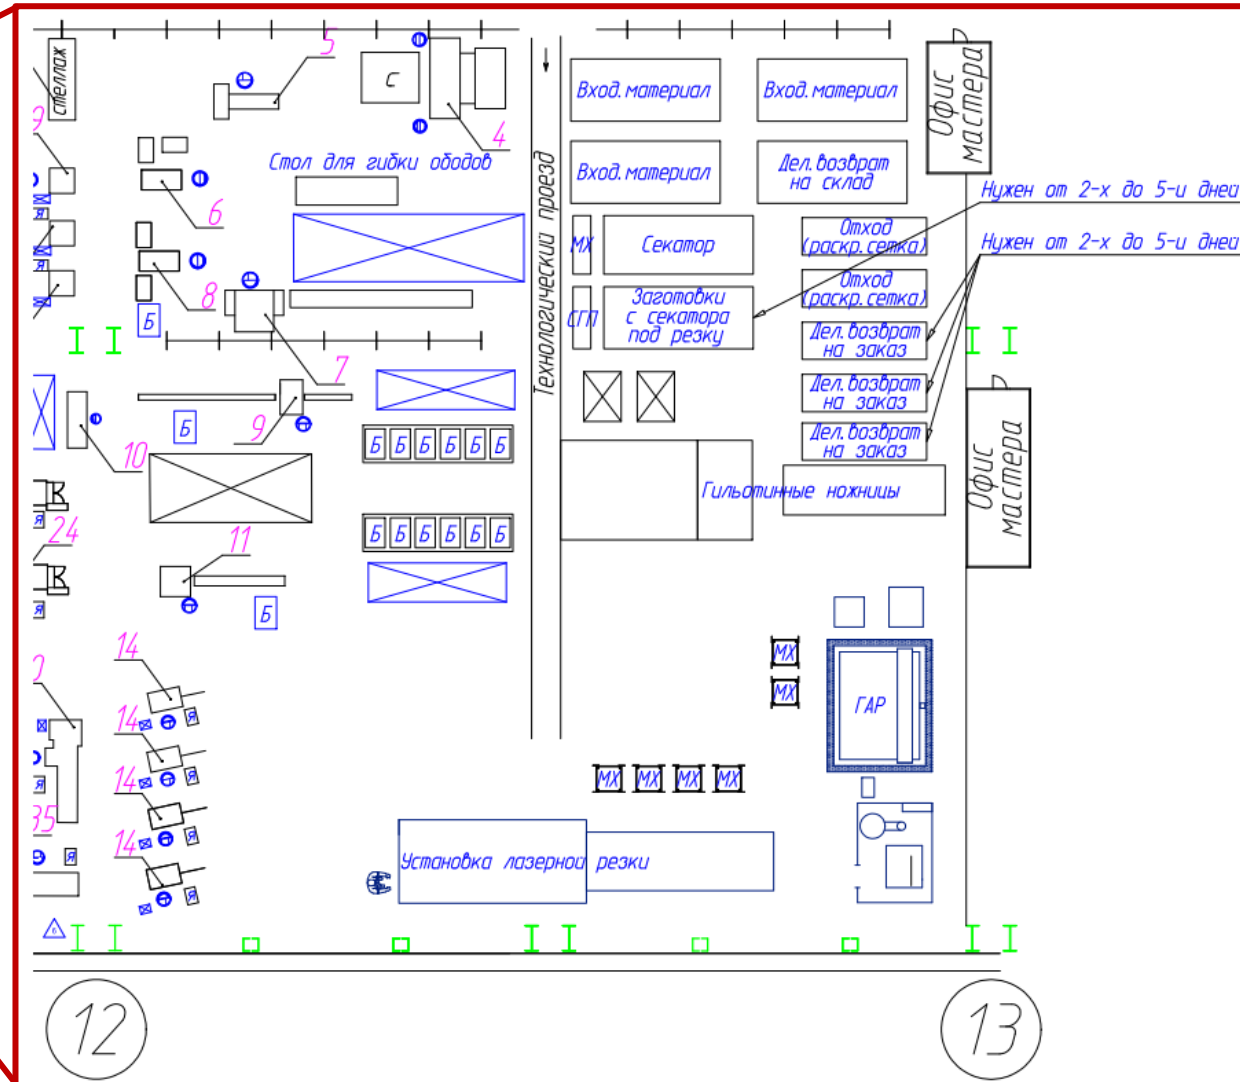 стеллаж
5
С
4
Стол для гибки ободов
6
8
Б
7
9
Б
10
Б Б Б Б Б Б
24
Б Б Б Б Б Б
11
Б
14
14
14
14
Я
Я
Я
Я
35
Технологический проезд
Вход. материал
Вход. материал
Вход. материал
Дел. возврат
на склад
МХ
Секатор
СГП
Заготовки
с секатора
под резку
Отход
(раскр. сетка)
Отход
(раскр. сетка)
Дел. возврат
на заказ
Дел. возврат
на заказ
Дел. возврат
на заказ
Гильотинные ножницы
Офис
мастера
Нужен от 2-х до 5-и дней
Нужен от 2-х до 5-и дней
Офис
мастера
МХ
МХ
ГАР
МХ МХ МХ МХ
Установка лазерной резки
12
13